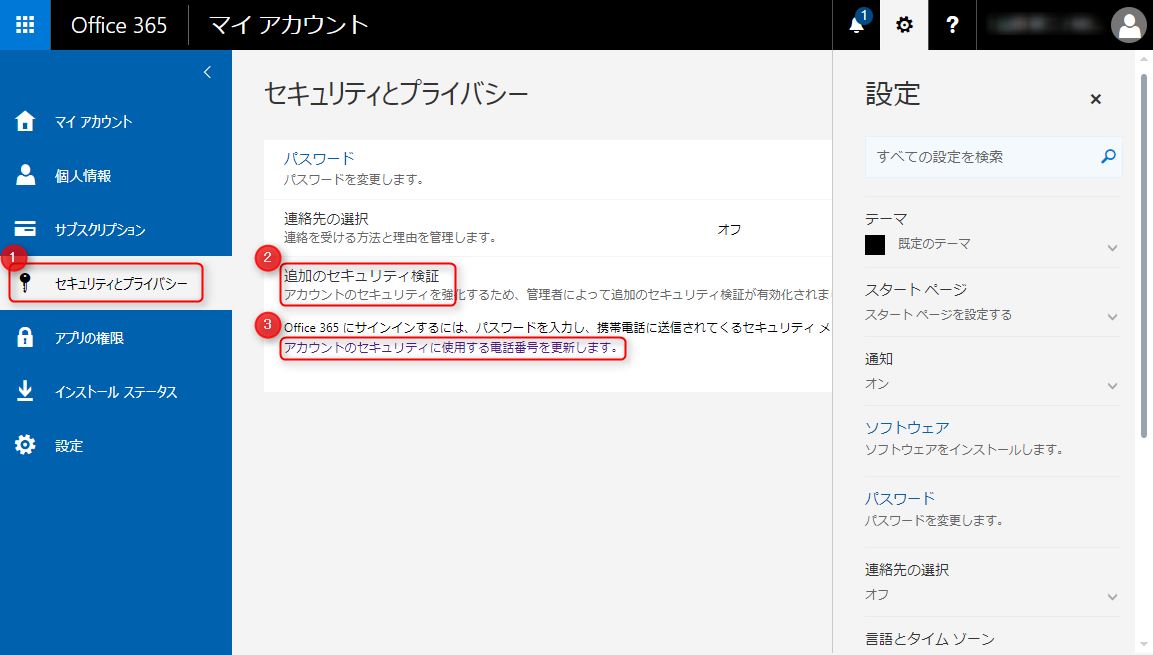 Office 365
マイ アカウント
1
?
マイ アカウント
個人情報
サブスクリプション
1
セキュリティとプライバシー
アプリの権限
インストール ステータス
設定
セキュリティとプライバシー
パスワード
パスワードを変更します。
連絡先の選択
連絡を受ける方法と理由を管理します。
オフ
2
追加のセキュリティ検証
アカウントのセキュリティを強化するため、管理者によって追加のセキュリティ検証が有効化されま
3
Office 365 にサインインするには、パスワードを入力し、携帯電話に送信されてくるセキュリティ メ
アカウントのセキュリティに使用する電話番号を更新します。
設定
すべての設定を検索
テーマ
既定のテーマ
スタート ページ
スタート ページを設定する
通知
オン
ソフトウェア
ソフトウェアをインストールします。
パスワード
パスワードを変更します。
連絡先の選択
オフ
言語とタイム ゾーン